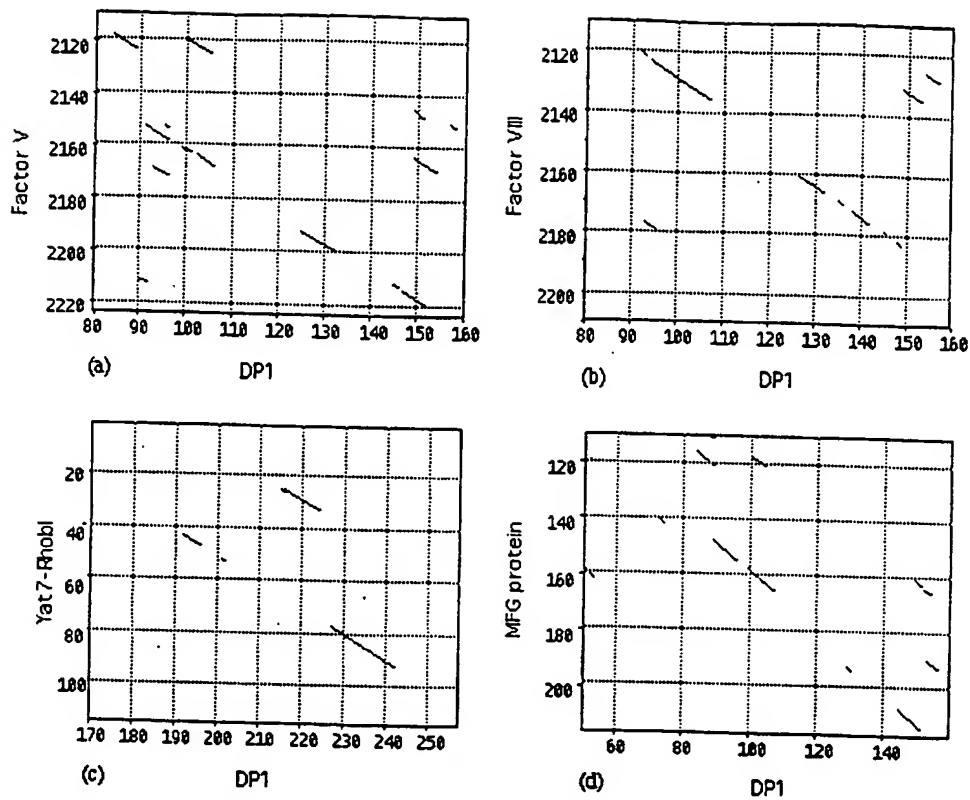 2120
2140
2160
2180
2200
2220
Factor V
80 90 100 110 120 130 140 150 160
(a)
DP1
2120
2140
2160
2180
2200
Factor VIII
80 90 100 110 120 130 140 150 160
(b)
DP1
20
40
60
80
100
Yat7-Rhobl
170 180 190 200 210 220 230 240 250
(c)
DP1
120
140
160
180
200
MFG protein
60 80 100 120 140
(d)
DP1